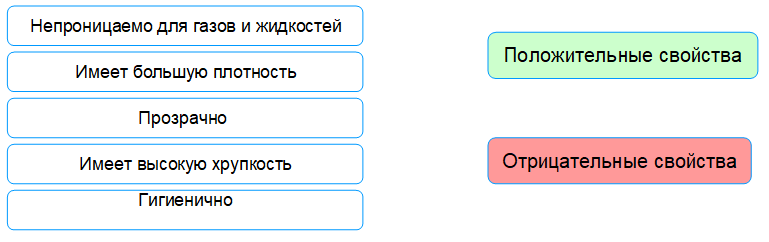 Непроницаемо для газов и жидкостей
Имеет большую плотность
Прозрачно
Имеет высокую хрупкость
Гигиенично
Положительные свойства
Отрицательные свойства